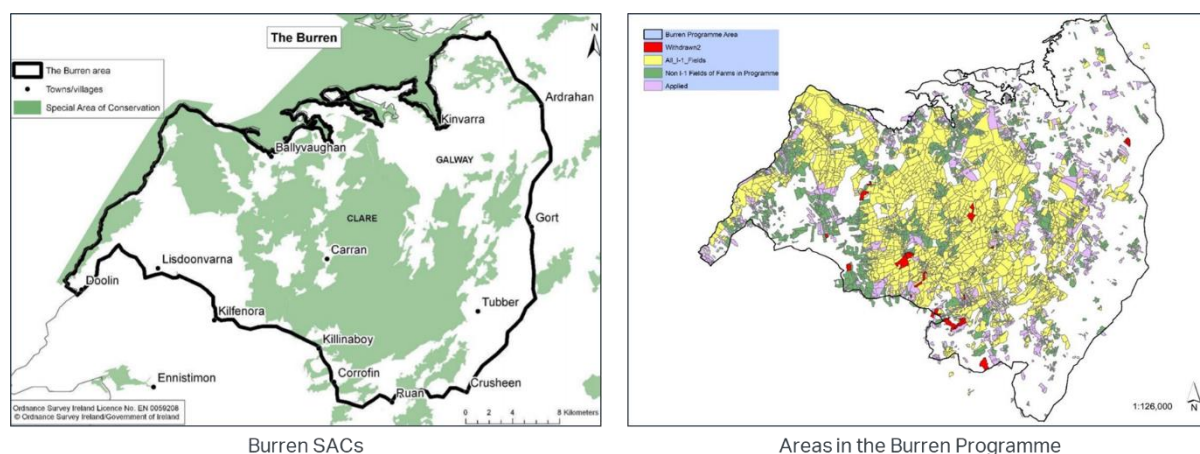 The Burren
N
The Burren area
Towns/villages
Special Area of Conservation
Ardrahan
Kinvarra
Ballyvaughan
GALWAY
CLARE
Gort
Carran
Lisdoonvarna
Doolin
Tubber
Kilfenora
Killinaboy
Corrofin
Crusheen
Ennistimon
Ruan
0 2 4 8 Kilometers
Ordnance Survey Ireland Licence No. EN 0059208
© Ordnance Survey Ireland/Government of Ireland
Burren SACs
Burren Programme Area
Withdrawn2
All_I-1_Fields
Non I-1 Fields of Farms in Programme
Applied
1:126,000
N
Areas in the Burren Programme